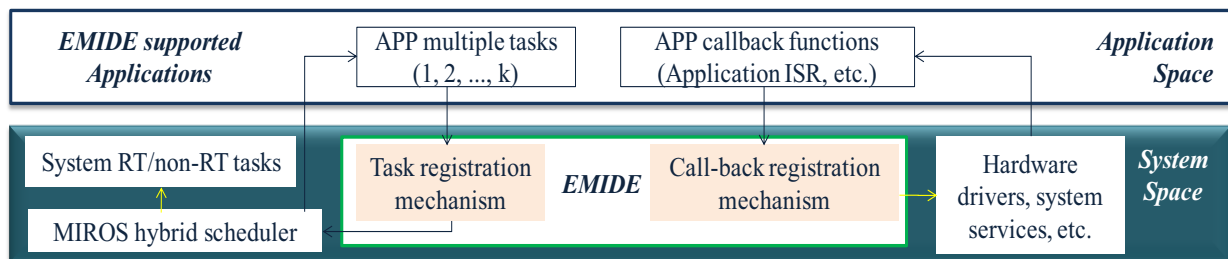 EMIDE supported
Applications
APP multiple tasks
(1, 2, ..., k)
APP callback functions
(Application ISR, etc.)
Application
Space
System RT/non-RT tasks
MIROS hybrid scheduler
Task registration
mechanism
EMIDE
Call-back registration
mechanism
Hardware
drivers, system
services, etc.
System
Space